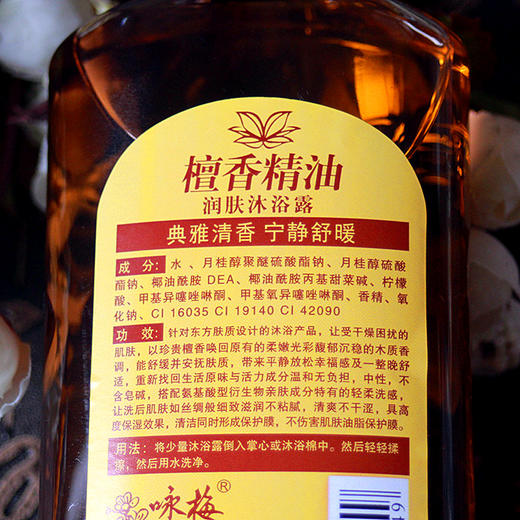 檀香精油
润肤沐浴露
典雅清香 宁静舒暖
成 分：水 、月桂醇聚醚硫酸酯钠、月桂醇硫酸
酯钠、椰油酰胺 DEA、椰油酰胺丙基甜菜碱、柠檬
酸、甲基异噻唑啉酮、甲基氧异噻唑啉酮、香精、氧
化钠、CI 16035 CI 19140 CI 42090
功 效：针对东方肤质设计的沐浴产品，让受干燥困扰的
肌肤，以珍贵檀香唤回原有的柔嫩光彩馥郁沉稳的木质香
调，能舒缓并安抚肌质，带来平静放松幸福感及一整晚舒
适，重新找回生活原味与活力成分温和无负担，中性，不
含皂碱，搭配氨基酸型衍生物亲肤成分特有的轻柔洗感，
让洗后肌肤如丝绸般细致滋润不粘腻，清爽不干涩，具高
度保湿效果，清洁同时形成保护膜，不伤害肌肤油脂保护膜。
用法：将少量沐浴露倒入掌心或沐浴棉中。然后轻轻揉
擦，然后用水洗净。
咏梅®